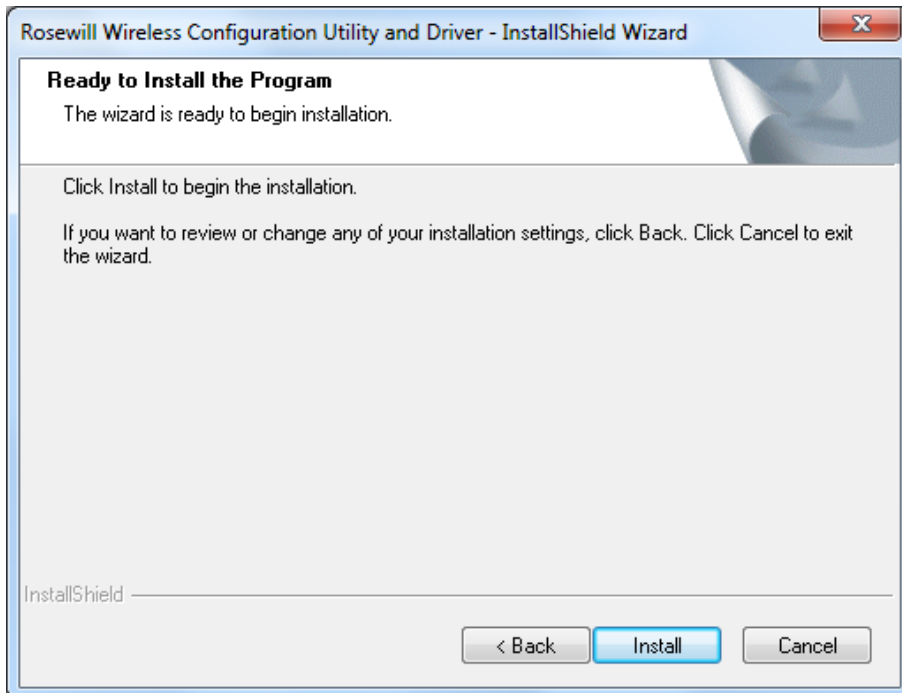 Rosewill Wireless Configuration Utility and Driver - InstallShield Wizard
Ready to Install the Program
The wizard is ready to begin installation.
Click Install to begin the installation.
If you want to review or change any of your installation settings, click Back. Click Cancel to exit
the wizard.
InstallShield
< Back
Install
Cancel